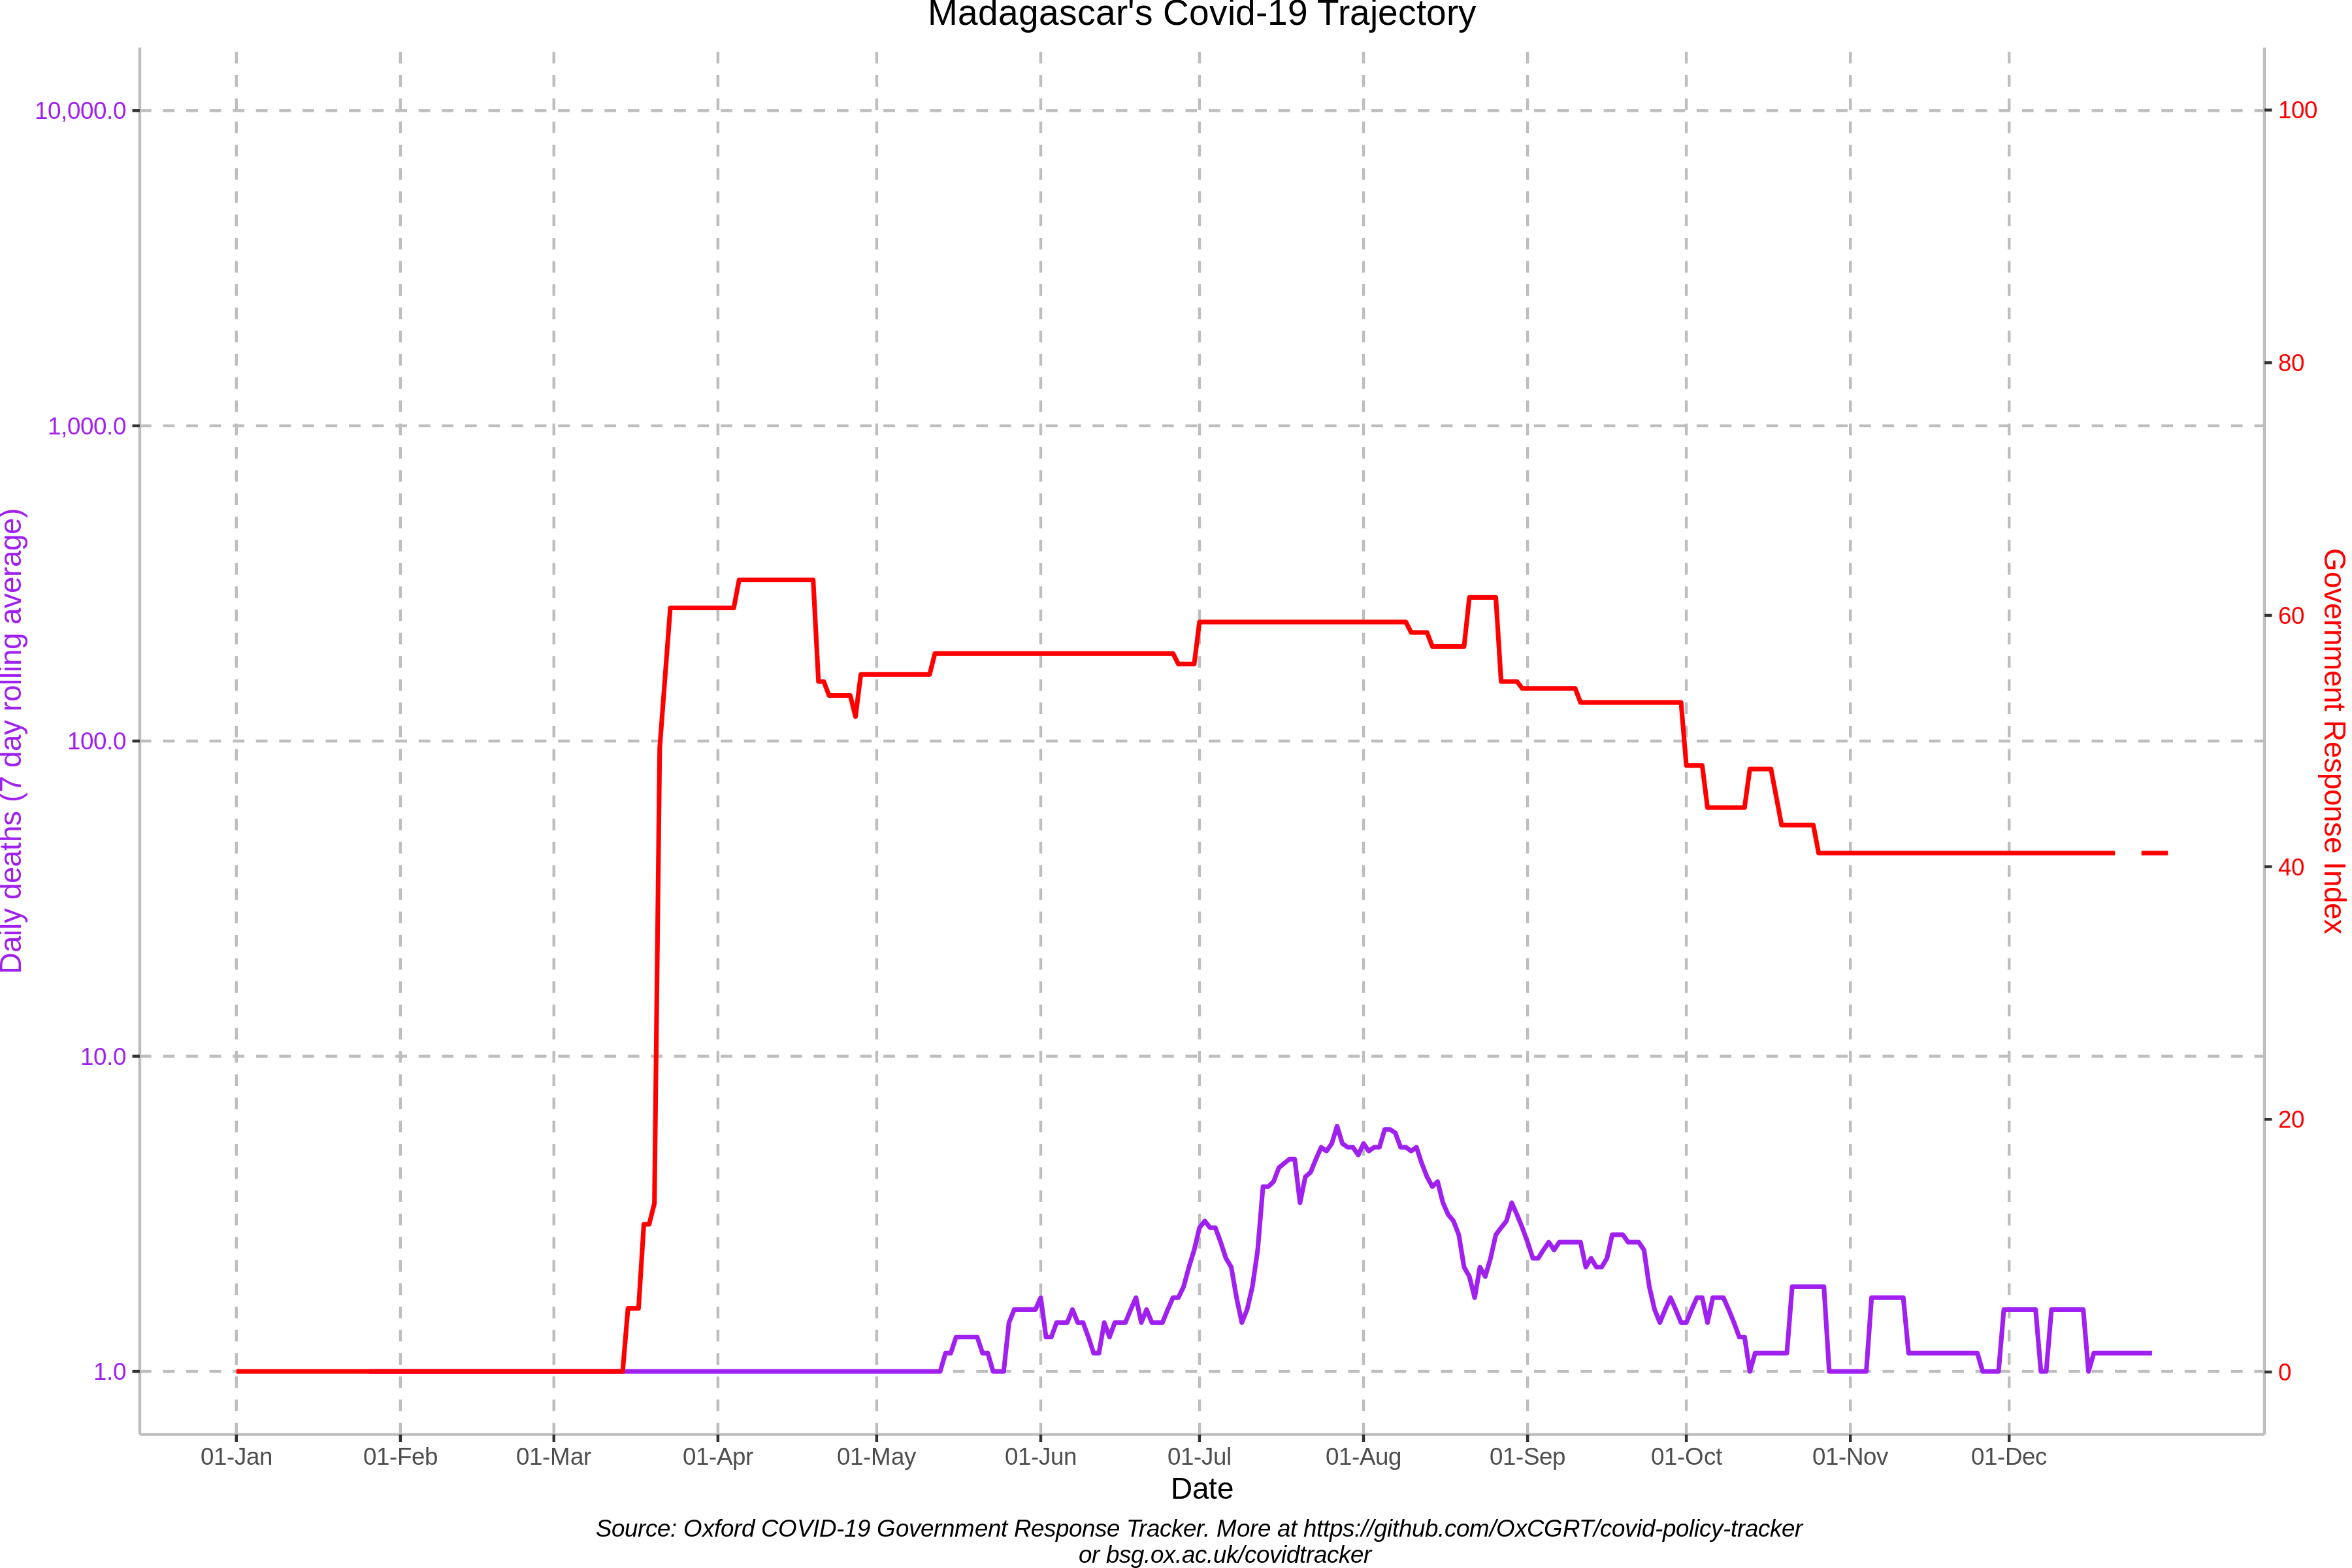 Madagascar's Covid-19 Trajectory
10,000.0
1,000.0
100.0
10.0
1.0
Daily deaths (7 day rolling average)
100
80
60
40
20
0
Government Response Index
01-Jan
01-Feb
01-Mar
01-Apr
01-May
01-Jun
01-Jul
01-Aug
01-Sep
01-Oct
01-Nov
01-Dec
Date
Source: Oxford COVID-19 Government Response Tracker. More at https://github.com/OxCGRT/covid-policy-tracker
or bsg.ox.ac.uk/covidtracker